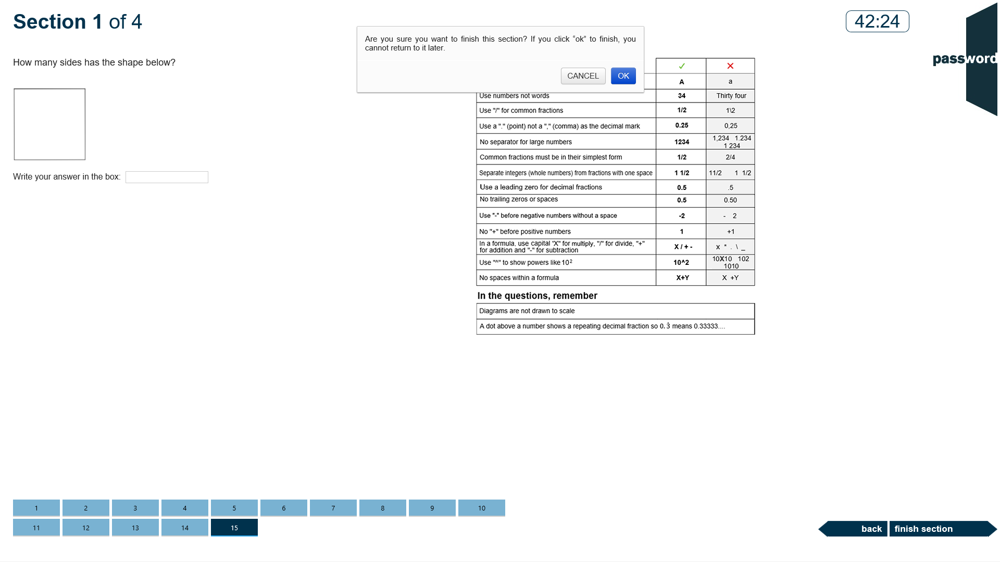 Section 1 of 4
42:24
password
Are you sure you want to finish this section? If you click “ok” to finish, you
cannot return to it later.
CANCEL OK
How many sides has the shape below?
Write your answer in the box:
✓ ✕
A a
Use numbers not words 34 Thirty four
Use "/" for common fractions 1/2 1\2
Use a "." (point) not a "," (comma) as the decimal mark 0.25 0,25
No separator for large numbers 1234 1,234 1.234
1 234
Common fractions must be in their simplest form 1/2 2/4
Separate integers (whole numbers) from fractions with one space 1 1/2 11/2 1  1/2
Use a leading zero for decimal fractions 0.5 .5
No trailing zeros or spaces 0.5 0.50
Use "-" before negative numbers without a space -2 - 2
No "+" before positive numbers 1 +1
In a formula, use capital "X" for multiply, "/" for divide, "+"
for addition and "-" for subtraction X / + - x * . \ _
Use "^" to show powers like 10² 10^2 10X10 102
1010
No spaces within a formula X+Y X +Y
In the questions, remember
Diagrams are not drawn to scale
A dot above a number shows a repeating decimal fraction so 0.3̇ means 0.33333....
1 2 3 4 5 6 7 8 9 10
11 12 13 14 15
back finish section